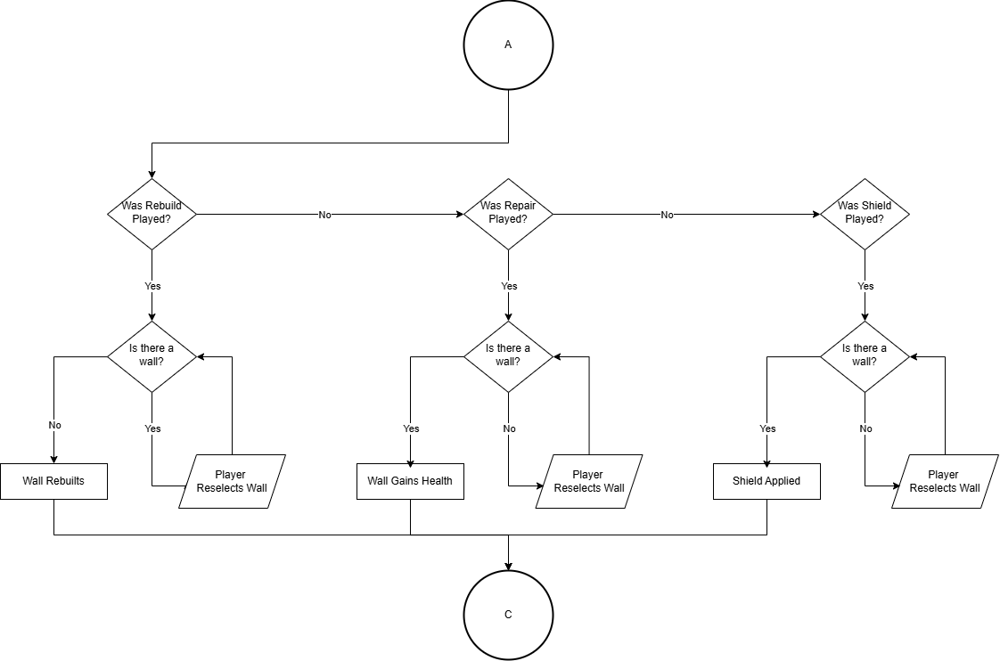 A
Was Rebuild
Played?
No
Was Repair
Played?
No
Was Shield
Played?
Yes
Yes
Yes
Is there a
wall?
Is there a
wall?
Is there a
wall?
No
Yes
Yes
No
Yes
No
Wall Rebuilts
Player
Reselects Wall
Wall Gains Health
Player
Reselects Wall
Shield Applied
Player
Reselects Wall
C